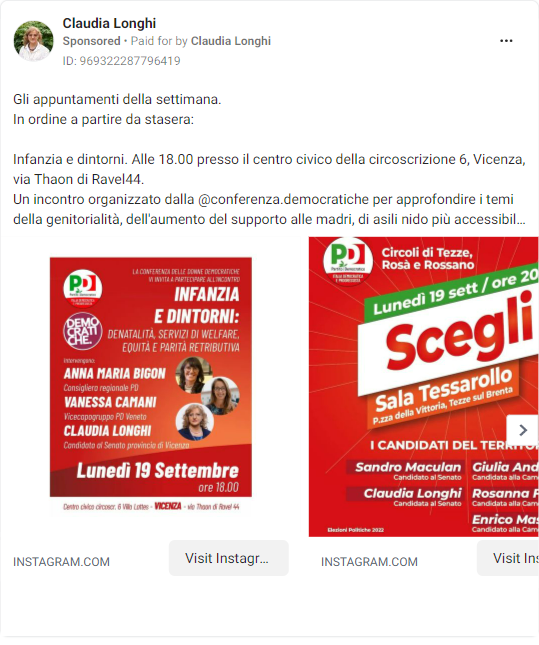 Claudia Longhi
Sponsored • Paid for by Claudia Longhi
ID: 969322287796419
Gli appuntamenti della settimana.
In ordine a partire da stasera:
Infanzia e dintorni. Alle 18.00 presso il centro civico della circoscrizione 6, Vicenza,
via Thaon di Ravel44.
Un incontro organizzato dalla @conferenza.democratiche per approfondire i temi
della genitorialità, dell'aumento del supporto alle madri, di asili nido più accessibil...
PD
Partito Democratico
ITALIA DEMOCRATICA
E PROGRESSISTA
LA CONFERENZA DELLE DONNE DEMOCRATICHE
VI INVITA A PARTECIPARE ALL'INCONTRO
INFANZIA
E DINTORNI:
DEMOCRATICHE.
DENATALITÀ, SERVIZI DI WELFARE,
EQUITÀ E PARITÀ RETRIBUTIVA
Intervengono:
ANNA MARIA BIGON
Consigliera regionale PD
VANESSA CAMANI
Vicecapogruppo PD Veneto
CLAUDIA LONGHI
Candidata al Senato provincia di Vicenza
Lunedì 19 Settembre
ore 18.00
Centro civico circoscr. 6 Villa Lattes - VICENZA - via Thaon di Ravel 44
INSTAGRAM.COM
Visit Instagr...
PD
Partito Democratico
ITALIA DEMOCRATICA
E PROGRESSISTA
Circoli di Tezze,
Rosà e Rossano
Lunedì 19 sett / ore 20
Scegli
Sala Tessarollo
P.zza della Vittoria, Tezze sul Brenta
I CANDIDATI DEL TERRITO
Sandro Maculan
Candidato al Senato
Giulia And
Candidata alla Cam
Claudia Longhi
Candidata al Senato
Rosanna F
Candidata alla Cam
Enrico Mas
Candidato alla Came
Elezioni Politiche 2022
INSTAGRAM.COM
Visit Ins